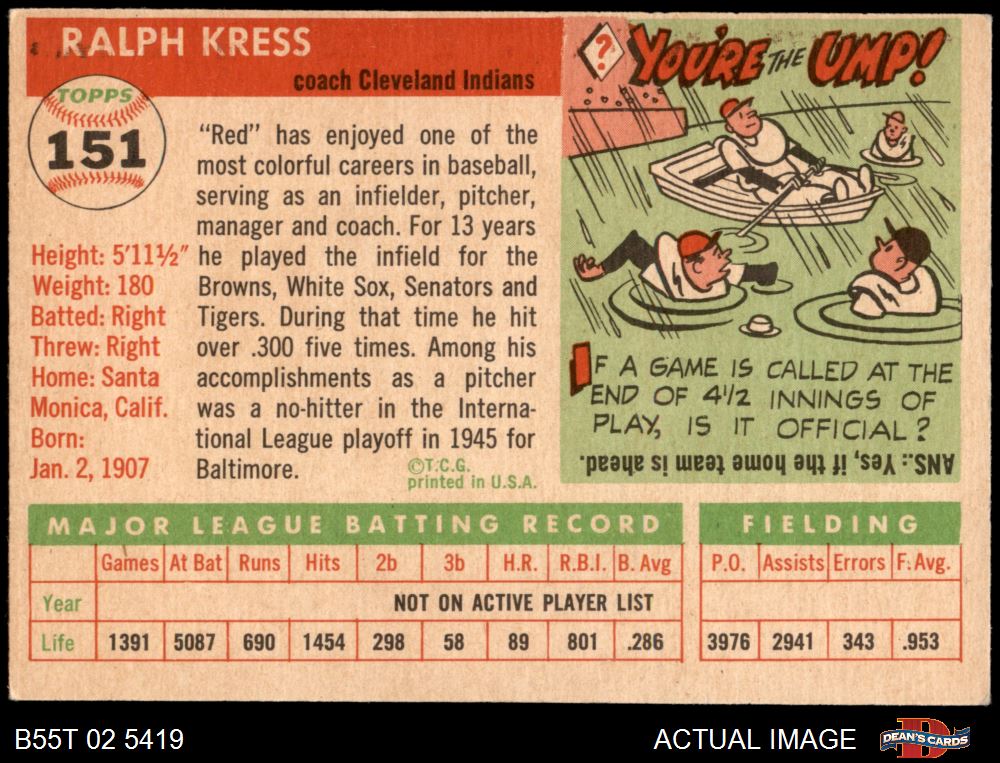 RALPH KRESS
coach Cleveland Indians
TOPPS
151
Height: 5'11½"
Weight: 180
Batted: Right
Threw: Right
Home: Santa
Monica, Calif.
Born:
Jan. 2, 1907
"Red" has enjoyed one of the
most colorful careers in baseball,
serving as an infielder, pitcher,
manager and coach. For 13 years
he played the infield for the
Browns, White Sox, Senators and
Tigers. During that time he hit
over .300 five times. Among his
accomplishments as a pitcher
was a no-hitter in the Interna-
tional League playoff in 1945 for
Baltimore.
©T.C.G.
printed in U.S.A.
? YOU'RE THE UMP!
IF A GAME IS CALLED AT THE
END OF 4½ INNINGS OF
PLAY, IS IT OFFICIAL?
ANS.: Yes, if the home team is ahead.
MAJOR LEAGUE BATTING RECORD
Games At Bat Runs Hits 2b 3b H.R. R.B.I. B. Avg
Year NOT ON ACTIVE PLAYER LIST
Life 1391 5087 690 1454 298 58 89 801 .286
FIELDING
P.O. Assists Errors F. Avg.
3976 2941 343 .953
B55T 02 5419
ACTUAL IMAGE
D
DEAN'S CARDS